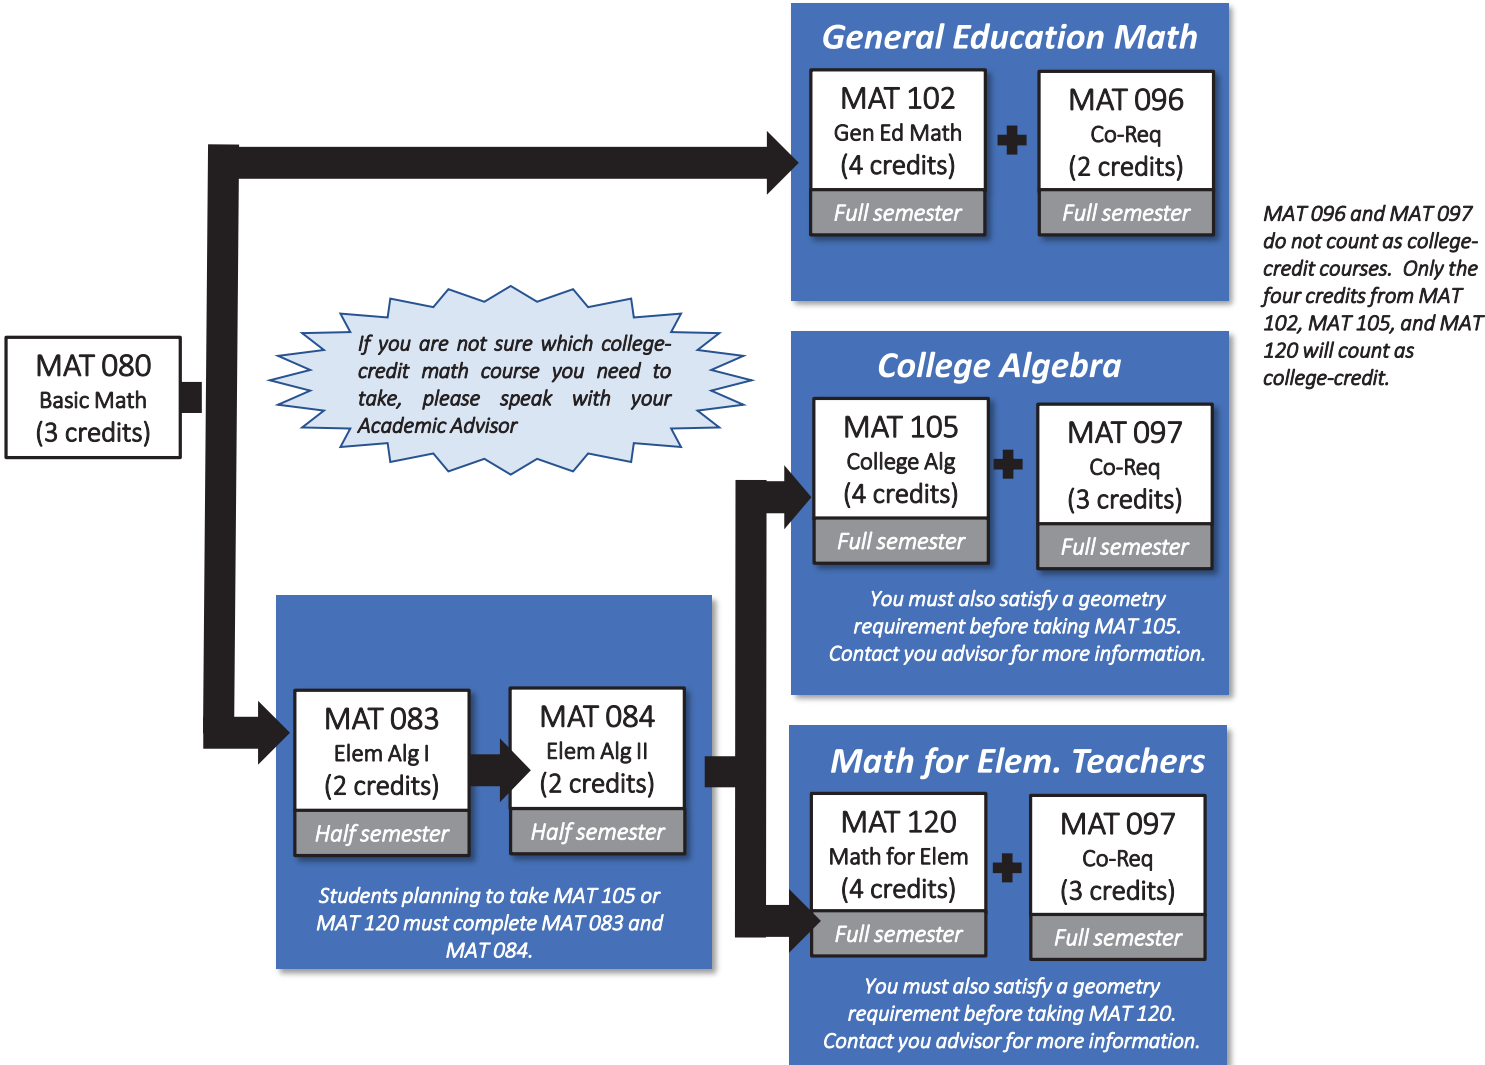 General Education Math
MAT 102
Gen Ed Math
(4 credits)
Full semester
MAT 096
Co-Req
(2 credits)
Full semester
MAT 096 and MAT 097
do not count as college-
credit courses.  Only the
four credits from MAT
102, MAT 105, and MAT
120 will count as
college-credit.
If you are not sure which college-
credit math course you need to
take, please speak with your
Academic Advisor
MAT 080
Basic Math
(3 credits)
College Algebra
MAT 105
College Alg
(4 credits)
Full semester
MAT 097
Co-Req
(3 credits)
Full semester
You must also satisfy a geometry
requirement before taking MAT 105.
Contact you advisor for more information.
MAT 083
Elem Alg I
(2 credits)
Half semester
MAT 084
Elem Alg II
(2 credits)
Half semester
Students planning to take MAT 105 or
MAT 120 must complete MAT 083 and
MAT 084.
Math for Elem. Teachers
MAT 120
Math for Elem
(4 credits)
Full semester
MAT 097
Co-Req
(3 credits)
Full semester
You must also satisfy a geometry
requirement before taking MAT 120.
Contact you advisor for more information.